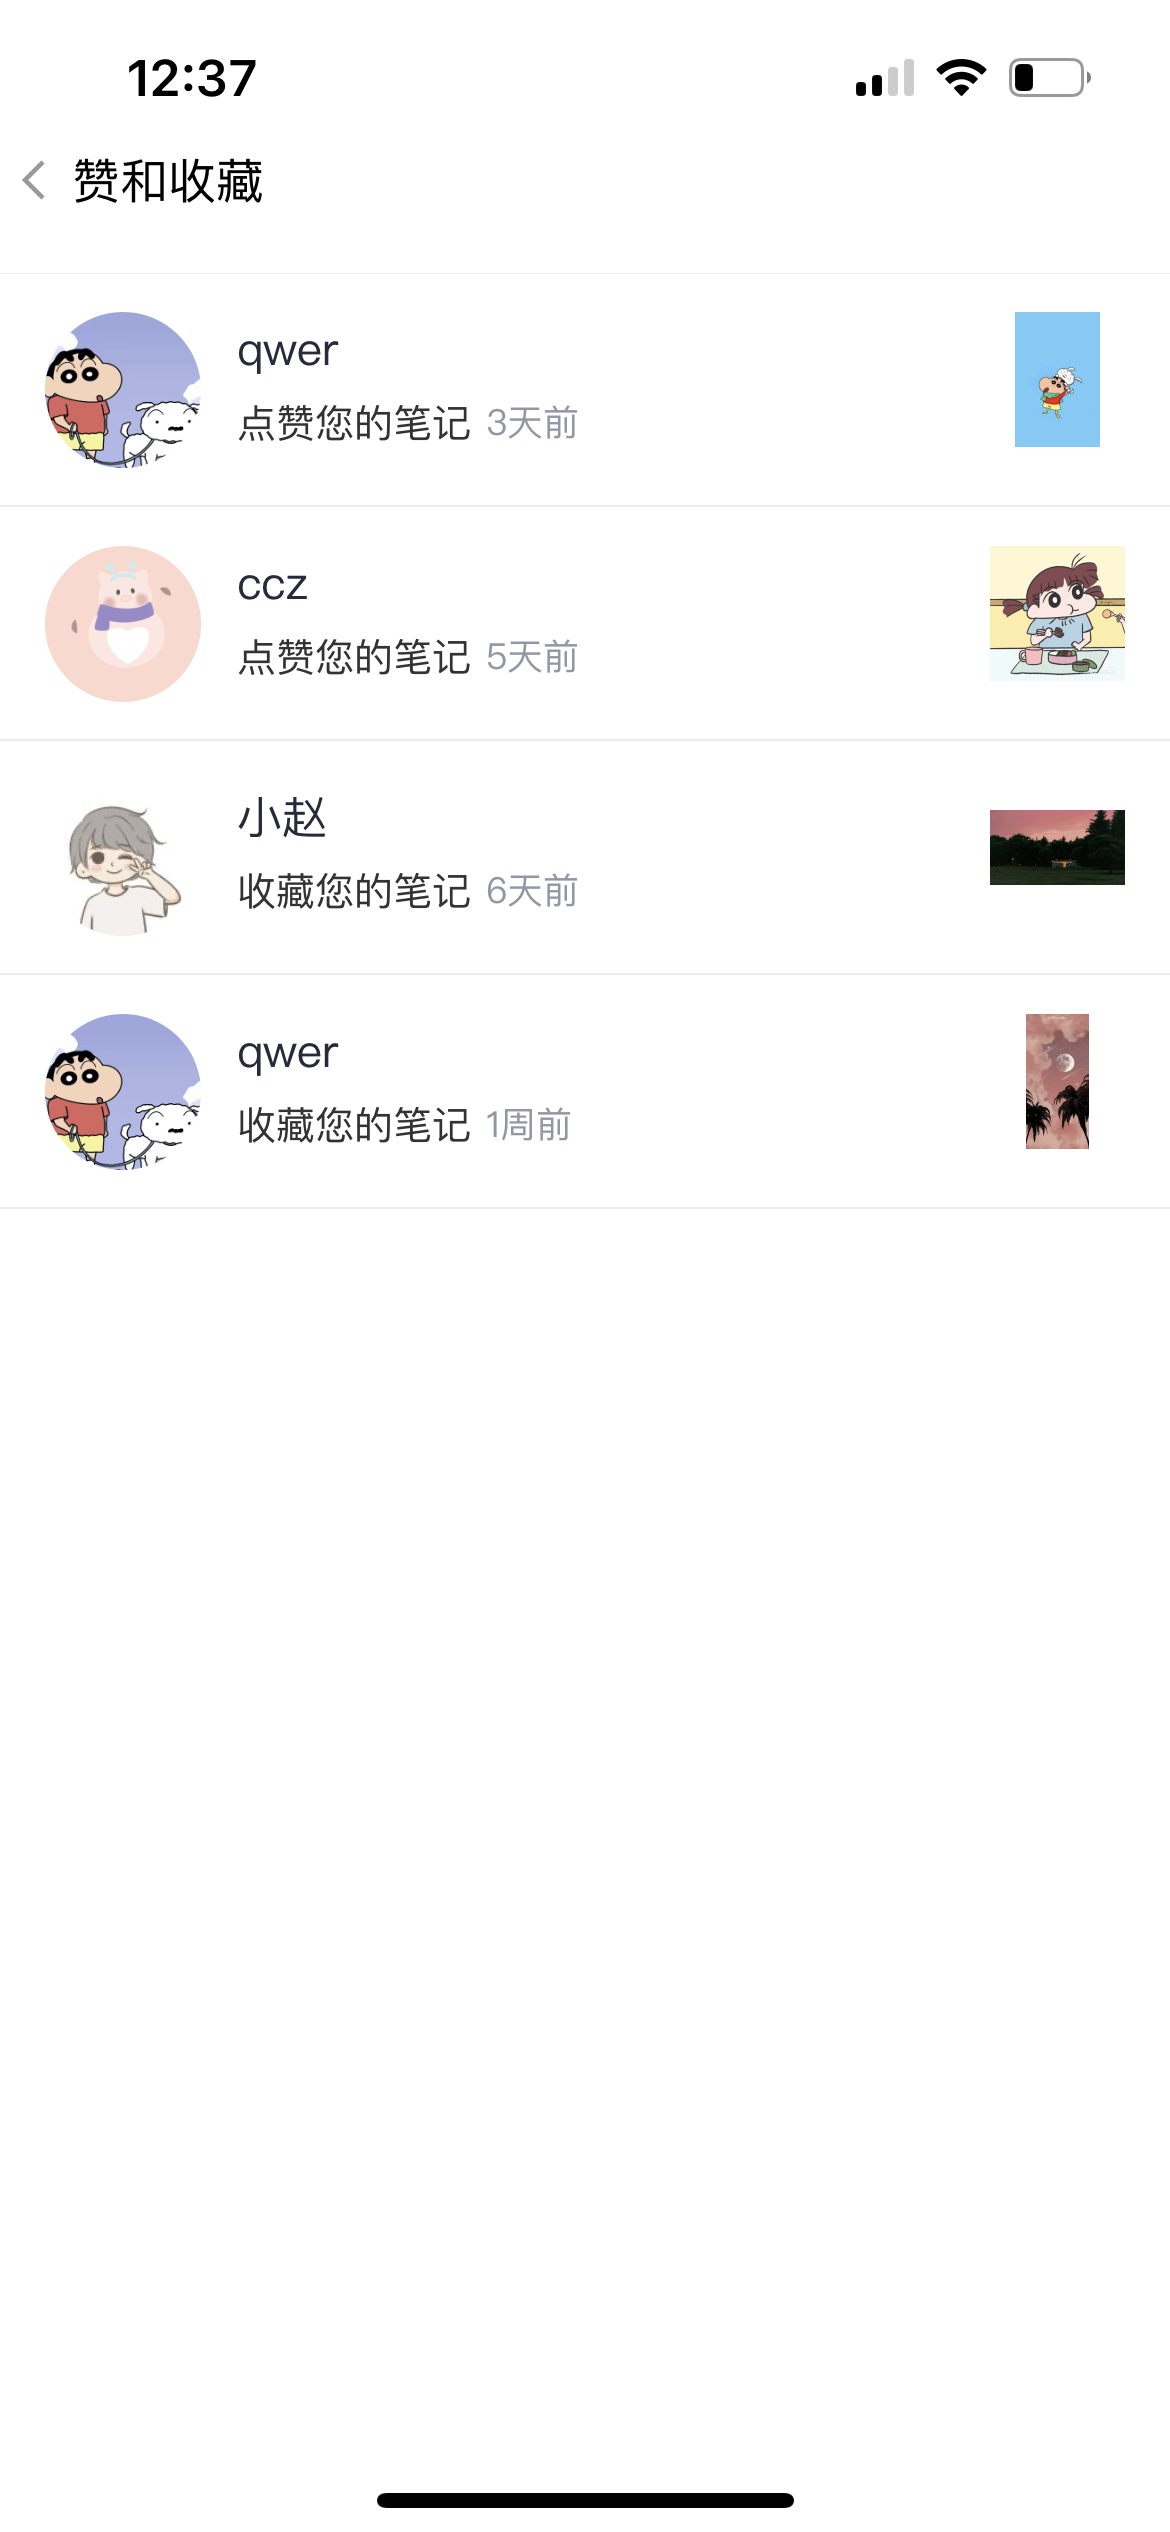 12:37
赞和收藏
qwer
点赞您的笔记 3天前
ccz
点赞您的笔记 5天前
小赵
收藏您的笔记 6天前
qwer
收藏您的笔记 1周前